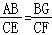 AB/CE = BG/CF